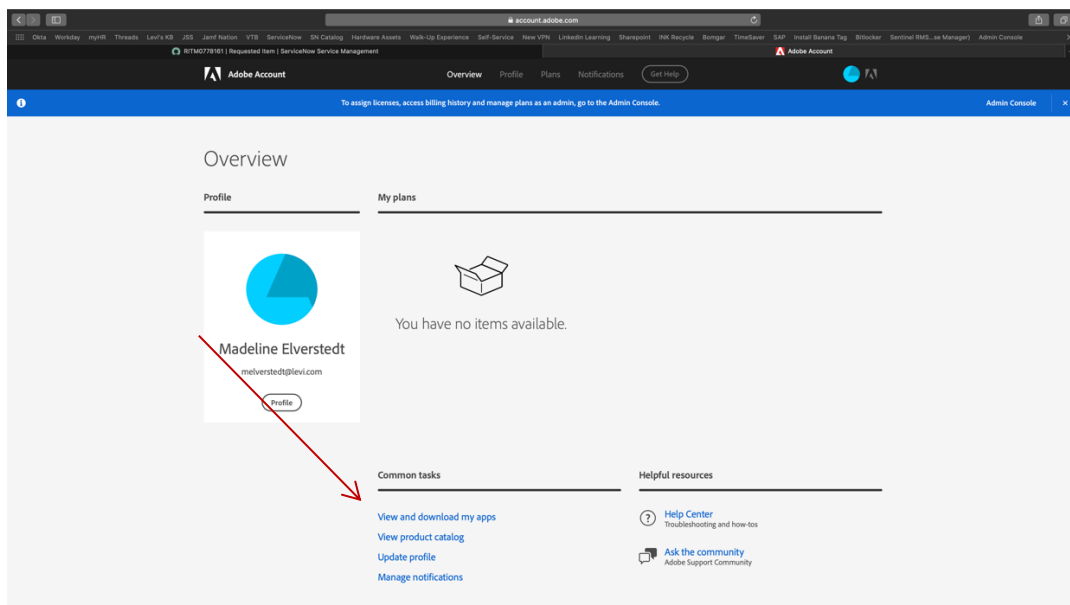 account.adobe.com
Okta Workday myHR Threads Levi's KB JSS Jamf Nation VTB ServiceNow SN Catalog Hardware Assets Walk-Up Experience Self-Service New VPN LinkedIn Learning Sharepoint INK Recycle Bomgar TimeSaver SAP Install Banana Tag Bitlocker Sentinel RMS...se Manager) Admin Console
RITM0778161 | Requested Item | ServiceNow Service Management
Adobe Account
Adobe Account
Overview Profile Plans Notifications Get Help
To assign licenses, access billing history and manage plans as an admin, go to the Admin Console.
Admin Console
Overview
Profile
My plans
You have no items available.
Madeline Elverstedt
melverstedt@levi.com
Profile
Common tasks
View and download my apps
View product catalog
Update profile
Manage notifications
Helpful resources
Help Center
Troubleshooting and how-tos
Ask the community
Adobe Support Community